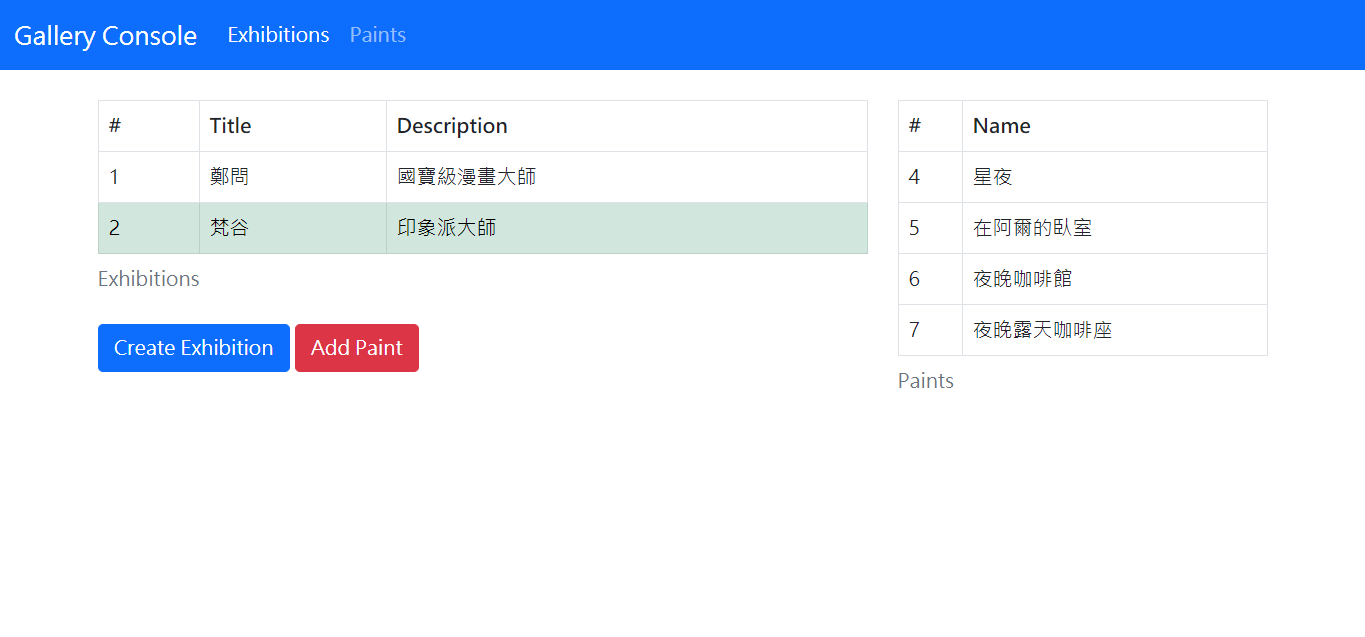 Gallery Console Exhibitions Paints
# Title Description
1 鄭問 國寶級漫畫大師
2 梵谷 印象派大師
Exhibitions
Create Exhibition Add Paint
# Name
4 星夜
5 在阿爾的臥室
6 夜晚咖啡館
7 夜晚露天咖啡座
Paints